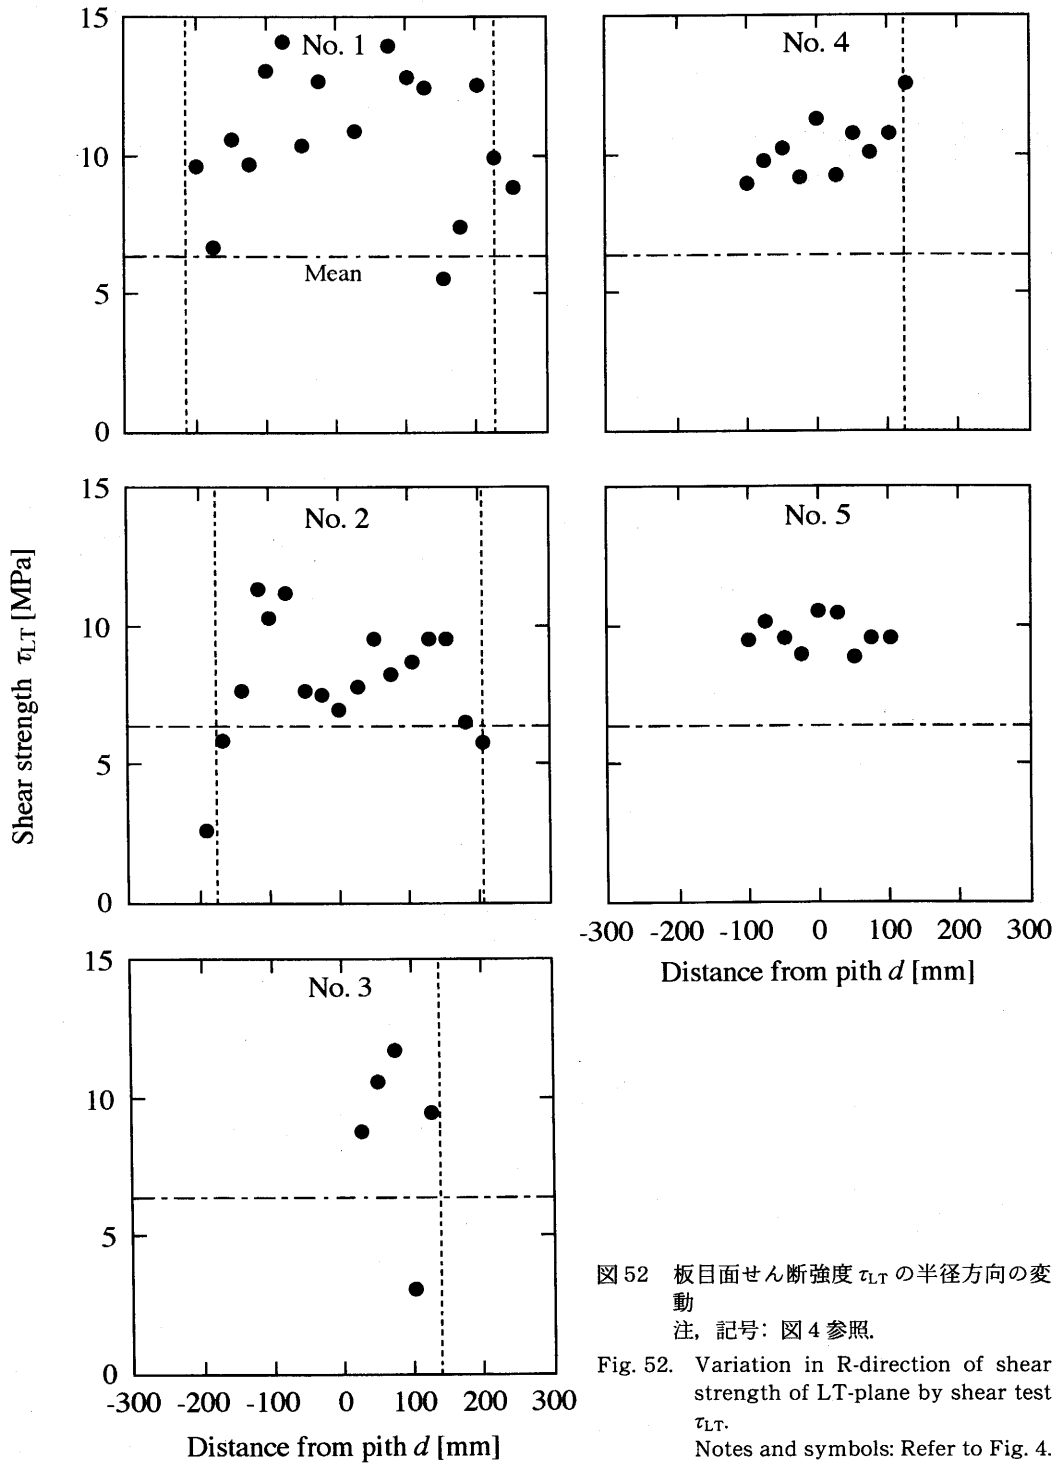 15
10
5
0
No. 1
Mean
No. 4
Shear strength τLT [MPa]
15
10
5
0
No. 2
No. 5
-300 -200 -100 0 100 200 300
Distance from pith d [mm]
15
10
5
0
No. 3
-300 -200 -100 0 100 200 300
Distance from pith d [mm]
図52 板目面せん断強度 τLT の半径方向の変
動
注, 記号: 図4参照.
Fig. 52. Variation in R-direction of shear
strength of LT-plane by shear test
τLT.
Notes and symbols: Refer to Fig. 4.